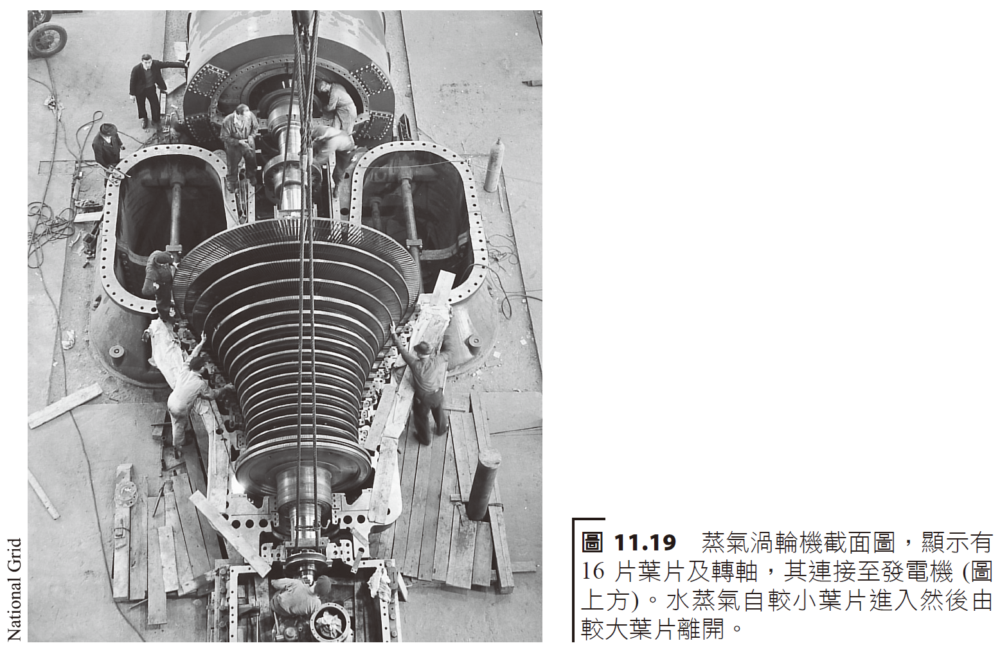 National Grid
圖 11.19 蒸氣渦輪機截面圖，顯示有
16 片葉片及轉軸，其連接至發電機 (圖
上方)。水蒸氣自較小葉片進入然後由
較大葉片離開。